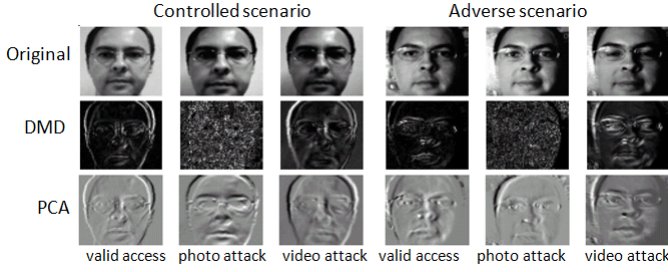 Controlled scenario Adverse scenario
Original
DMD
PCA
valid access photo attack video attack valid access photo attack video attack